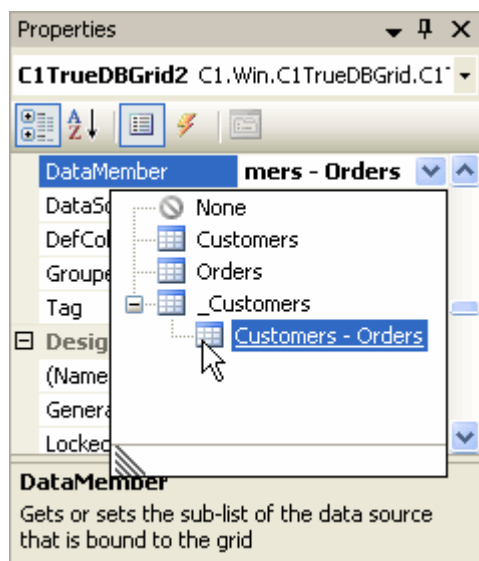 Properties
C1TrueDBGrid2 C1.Win.C1TrueDBGrid.C1
DataMember mers - Orders
DataSo
None
DefCol
Customers
Groupe
Orders
Tag
_Customers
Desig
Customers - Orders
(Name
Genera
Locked
DataMember
Gets or sets the sub-list of the data source
that is bound to the grid